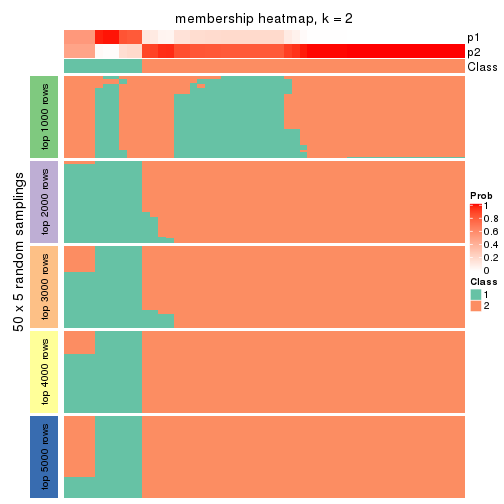 membership heatmap, k = 2
p1
p2
Class
50 x 5 random samplings
top 1000 rows
top 2000 rows
top 3000 rows
top 4000 rows
top 5000 rows
Prob
1
0.8
0.6
0.4
0.2
0
Class
1
2